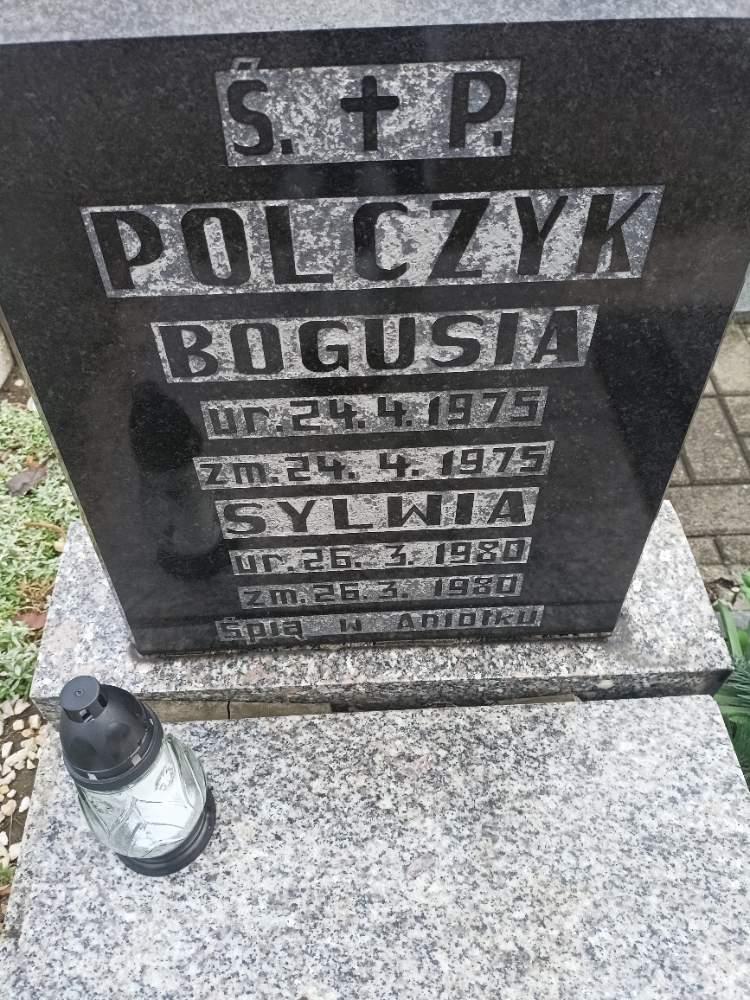 Ś. ✝ P.
POLCZYK
BOGUSIA
ur. 24. 4. 1975
zm. 24. 4. 1975
SYLWIA
ur. 26. 3. 1980
zm. 26. 3. 1980
Śpią w Aniołku